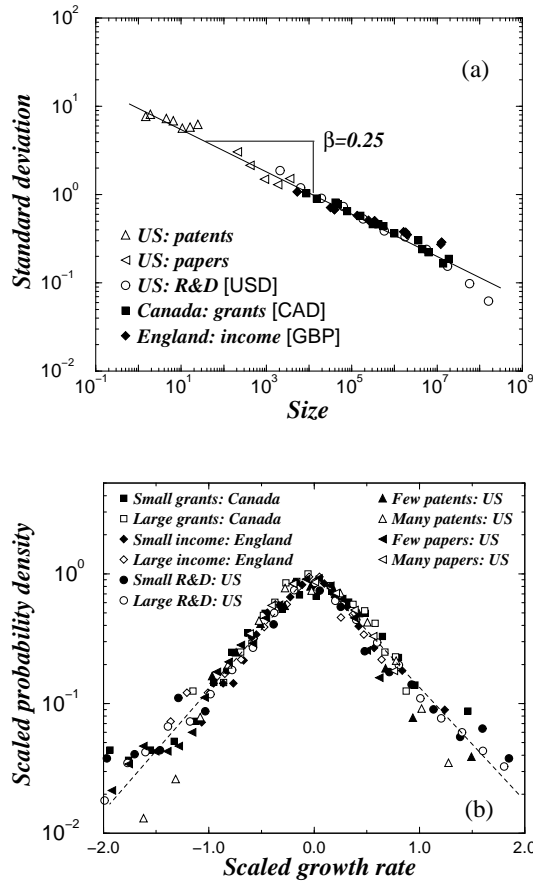 (a)
10^2
10^1
10^0
10^-1
10^-2
Standard deviation
β=0.25
US: patents
US: papers
US: R&D [USD]
Canada: grants [CAD]
England: income [GBP]
10^-1 10^1 10^3 10^5 10^7 10^9
Size
Small grants: Canada
Large grants: Canada
Small income: England
Large income: England
Small R&D: US
Large R&D: US
Few patents: US
Many patents: US
Few papers: US
Many papers: US
10^0
10^-1
10^-2
Scaled probability density
(b)
-2.0 -1.0 0.0 1.0 2.0
Scaled growth rate